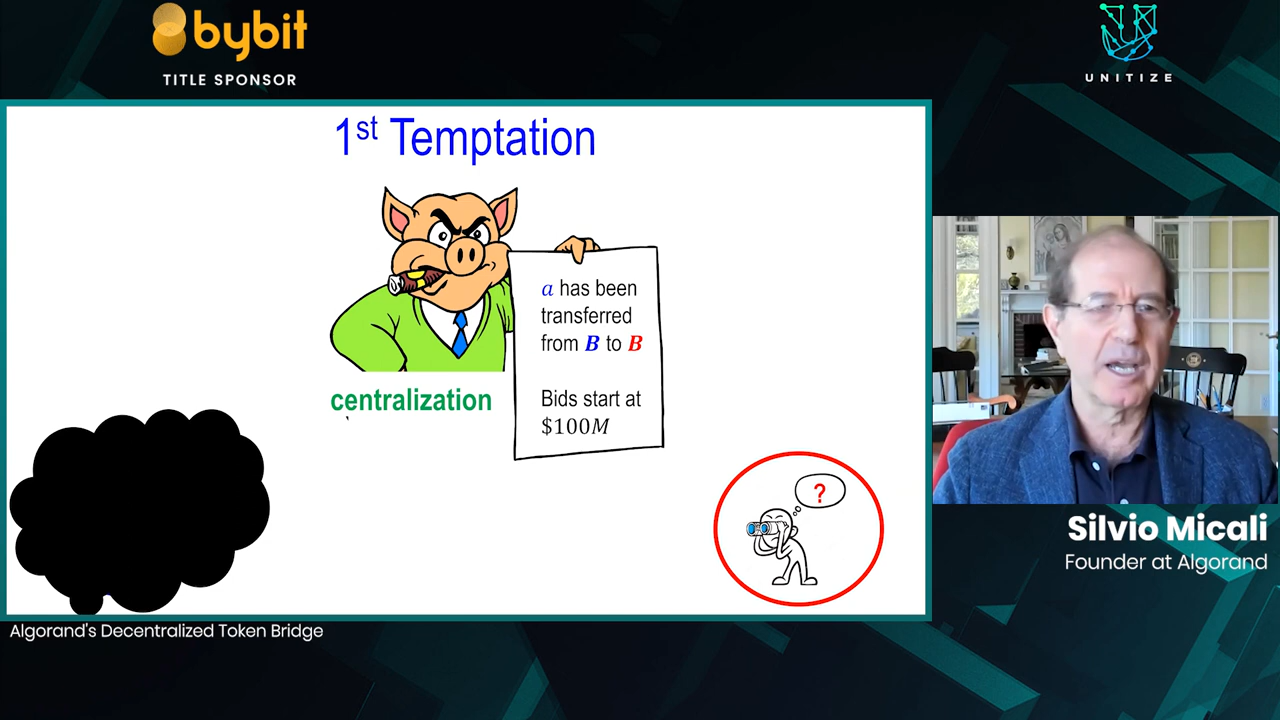 bybit
TITLE SPONSOR
UNITIZE
1st Temptation
a has been
transferred
from B to B
Bids start at
$100M
centralization
?
Silvio Micali
Founder at Algorand
Algorand's Decentralized Token Bridge